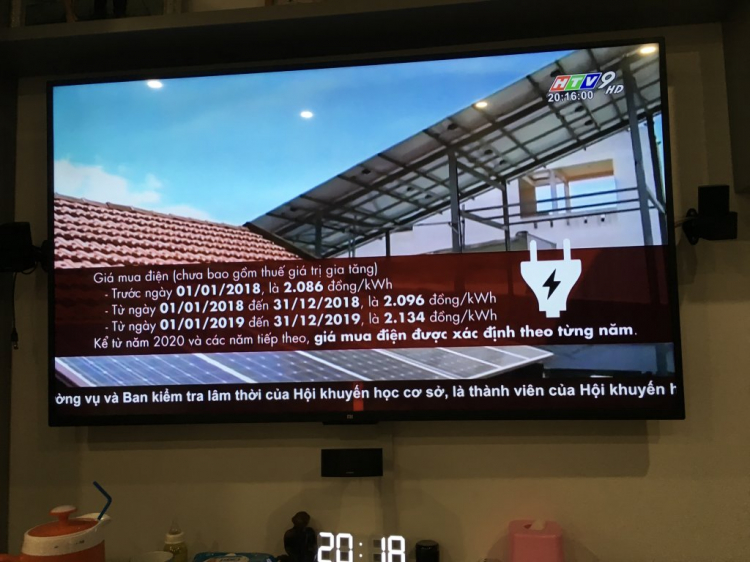 HTV9
HD
20:16:00
Giá mua điện (chưa bao gồm thuế giá trị gia tăng)
- Trước ngày 01/01/2018, là 2.086 đồng/kWh
- Từ ngày 01/01/2018 đến 31/12/2018, là 2.096 đồng/kWh
- Từ ngày 01/01/2019 đến 31/12/2019, là 2.134 đồng/kWh
Kể từ năm 2020 và các năm tiếp theo, giá mua điện được xác định theo từng năm.
ờng vụ và Ban kiểm tra lâm thời của Hội khuyến học cơ sở, là thành viên của Hội khuyến h
20:18